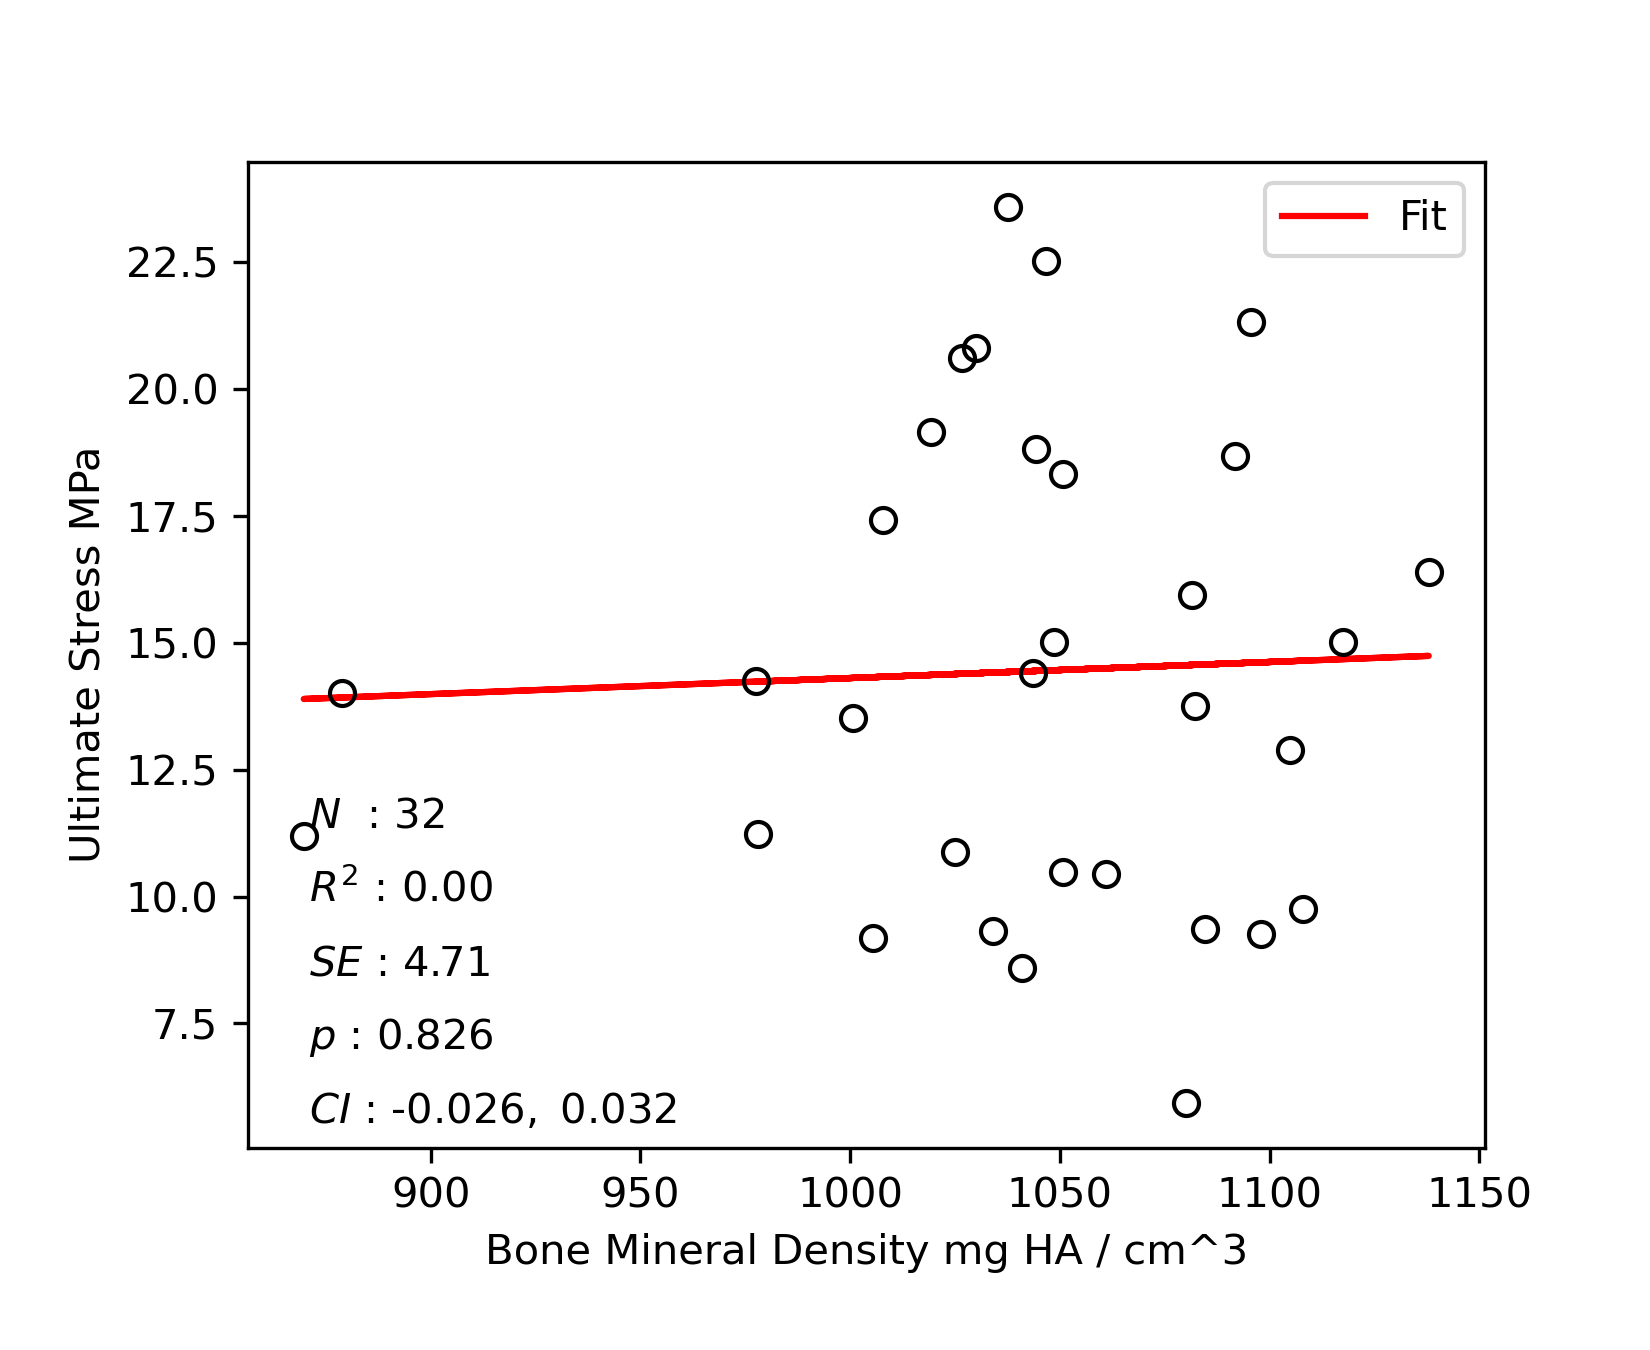 Fit
22.5
20.0
17.5
15.0
12.5
10.0
7.5
Ultimate Stress MPa
N : 32
R² : 0.00
SE : 4.71
p : 0.826
CI : -0.026, 0.032
900 950 1000 1050 1100 1150
Bone Mineral Density mg HA / cm^3